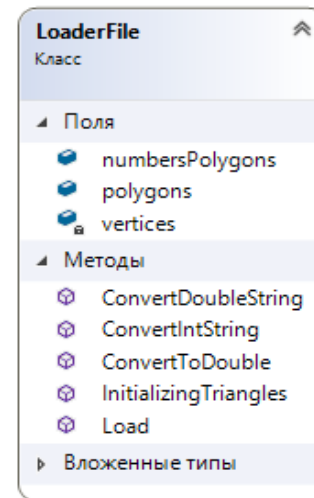 LoaderFile
Класс
Поля
numbersPolygons
polygons
vertices
Методы
ConvertDoubleString
ConvertIntString
ConvertToDouble
InitializingTriangles
Load
Вложенные типы